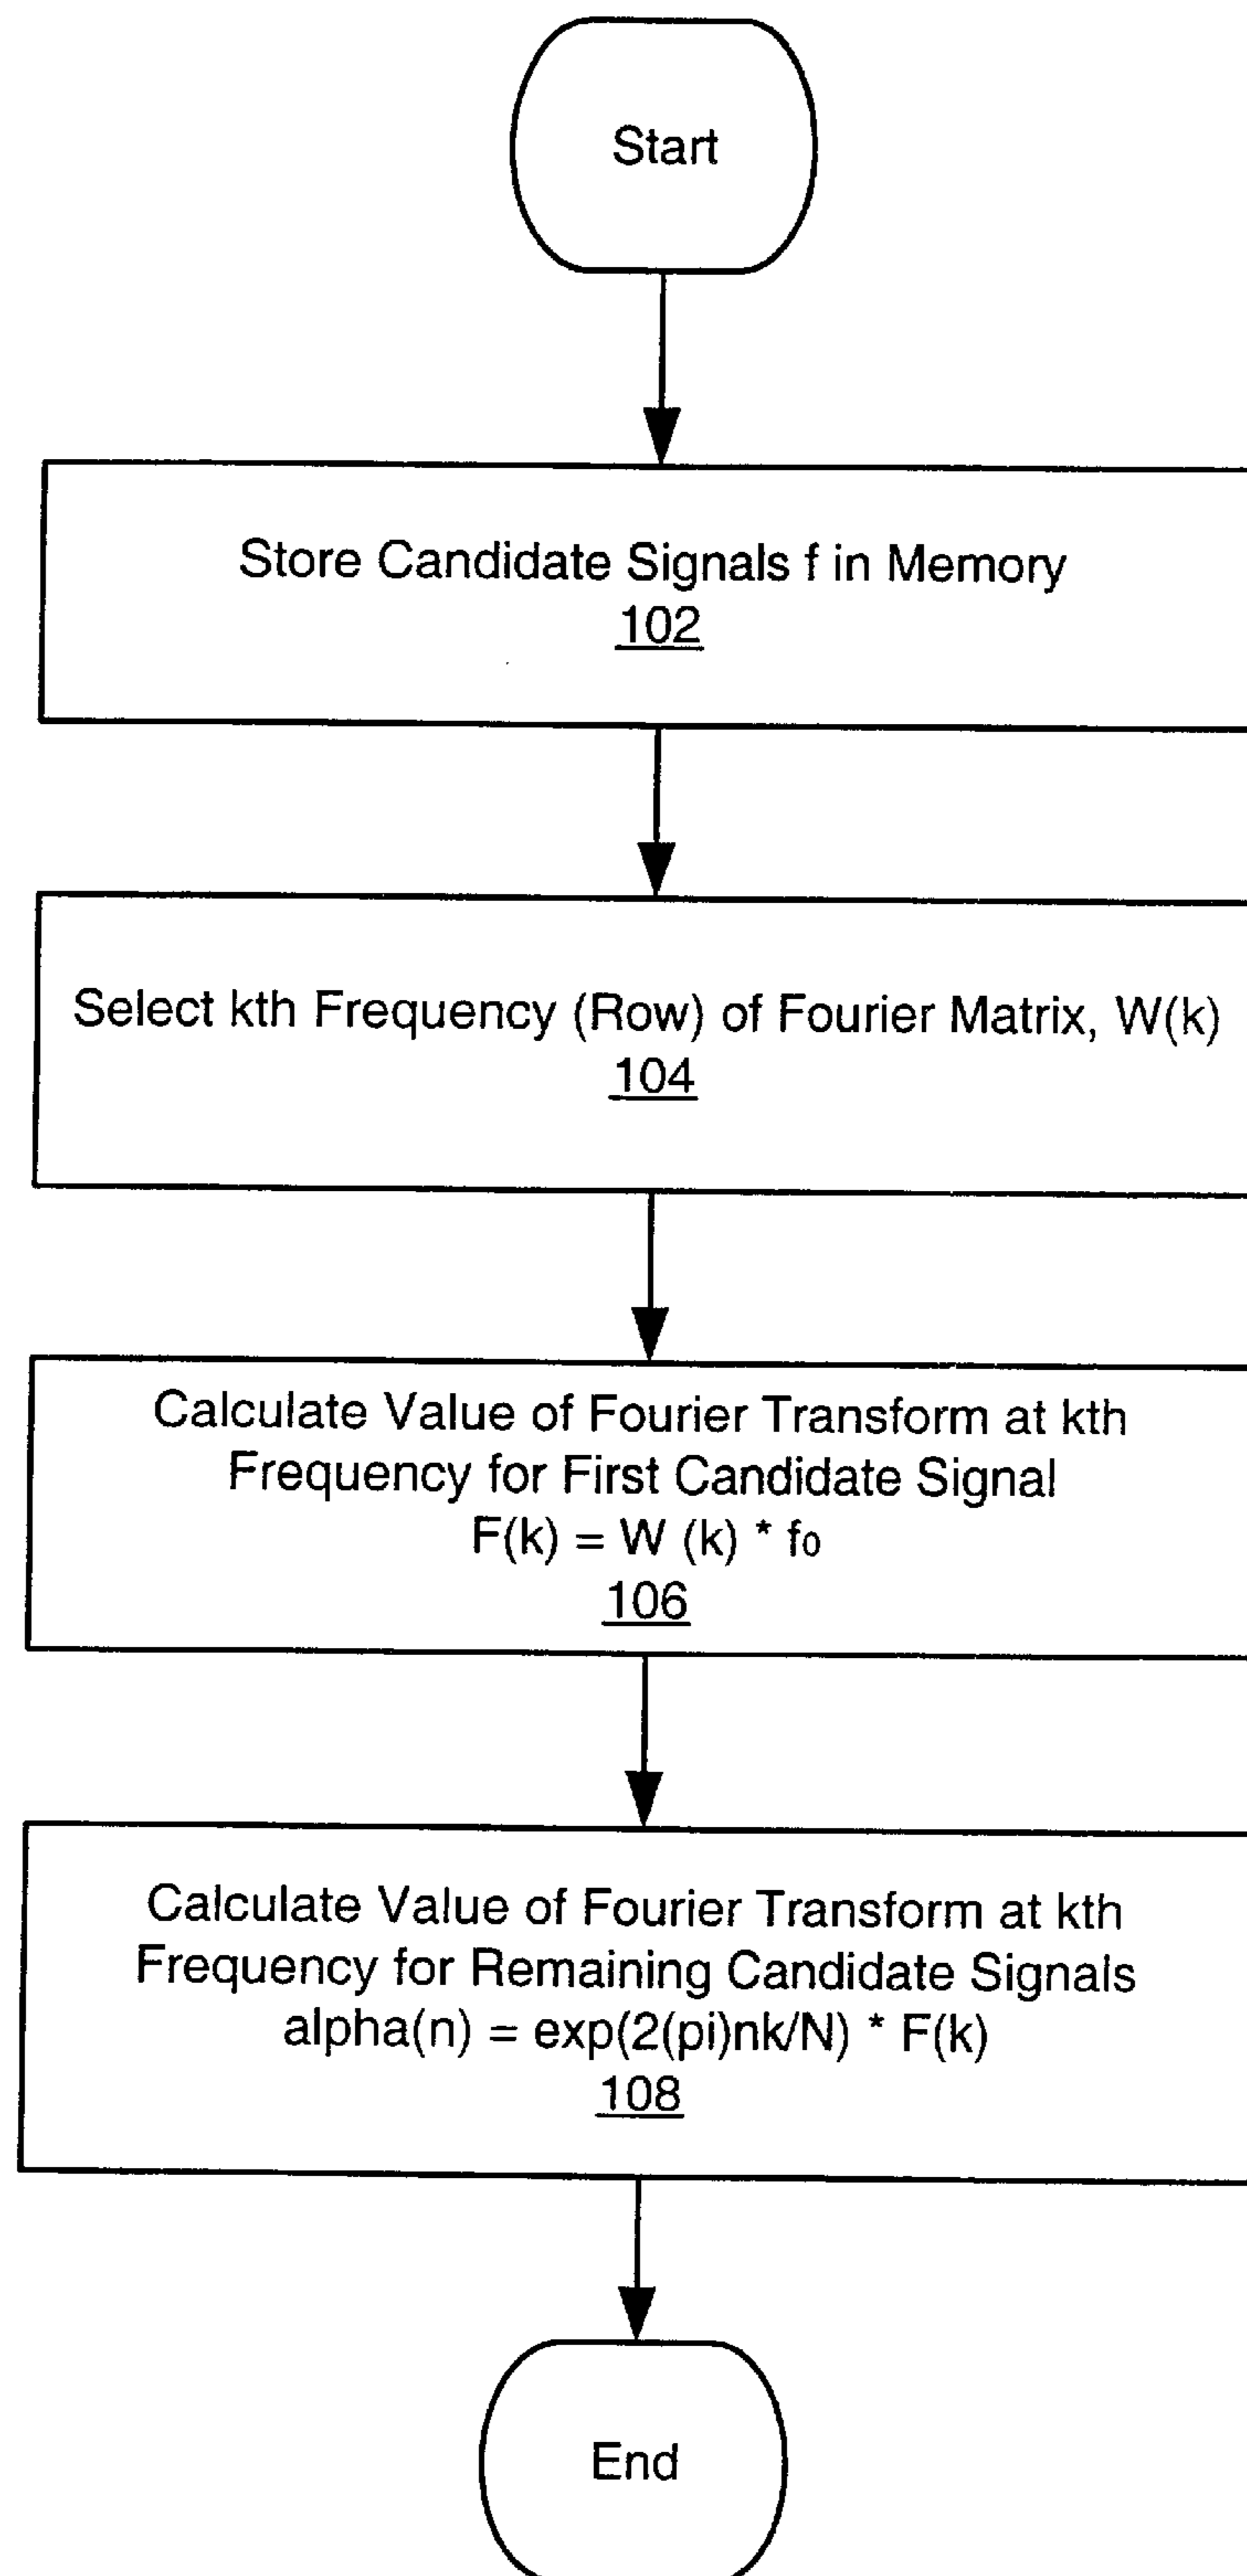 Start
Store Candidate Signals f in Memory
102
Select kth Frequency (Row) of Fourier Matrix, W(k)
104
Calculate Value of Fourier Transform at kth
Frequency for First Candidate Signal
F(k) = W (k) * f0
106
Calculate Value of Fourier Transform at kth
Frequency for Remaining Candidate Signals
alpha(n) = exp(2(pi)nk/N) * F(k)
108
End